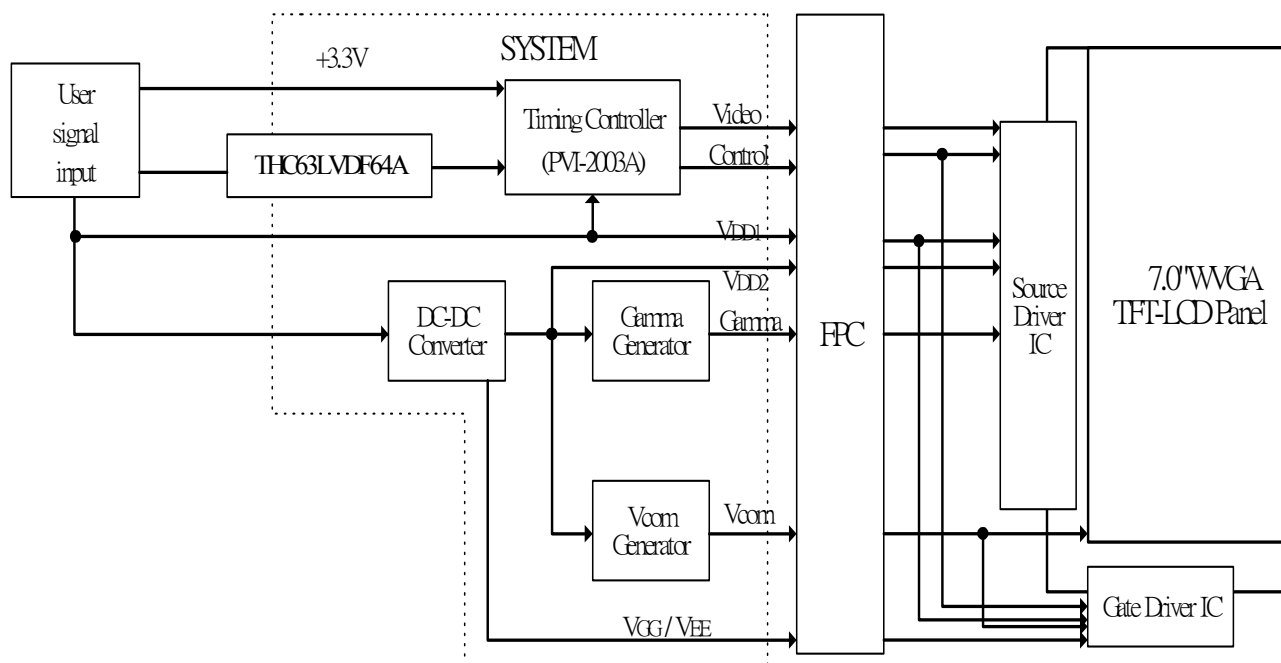 SYSTEM
+3.3V
User
signal
input
THC63LVDF64A
Timing Controller
(PVI-2003A)
Video
Control
VDD1
VDD2
DC-DC
Converter
Gamma
Generator
Gamma
Vcom
Generator
Vcom
VGG / VEE
FPC
Source
Driver
IC
7.0" WVGA
TFT-LCD Panel
Gate Driver IC